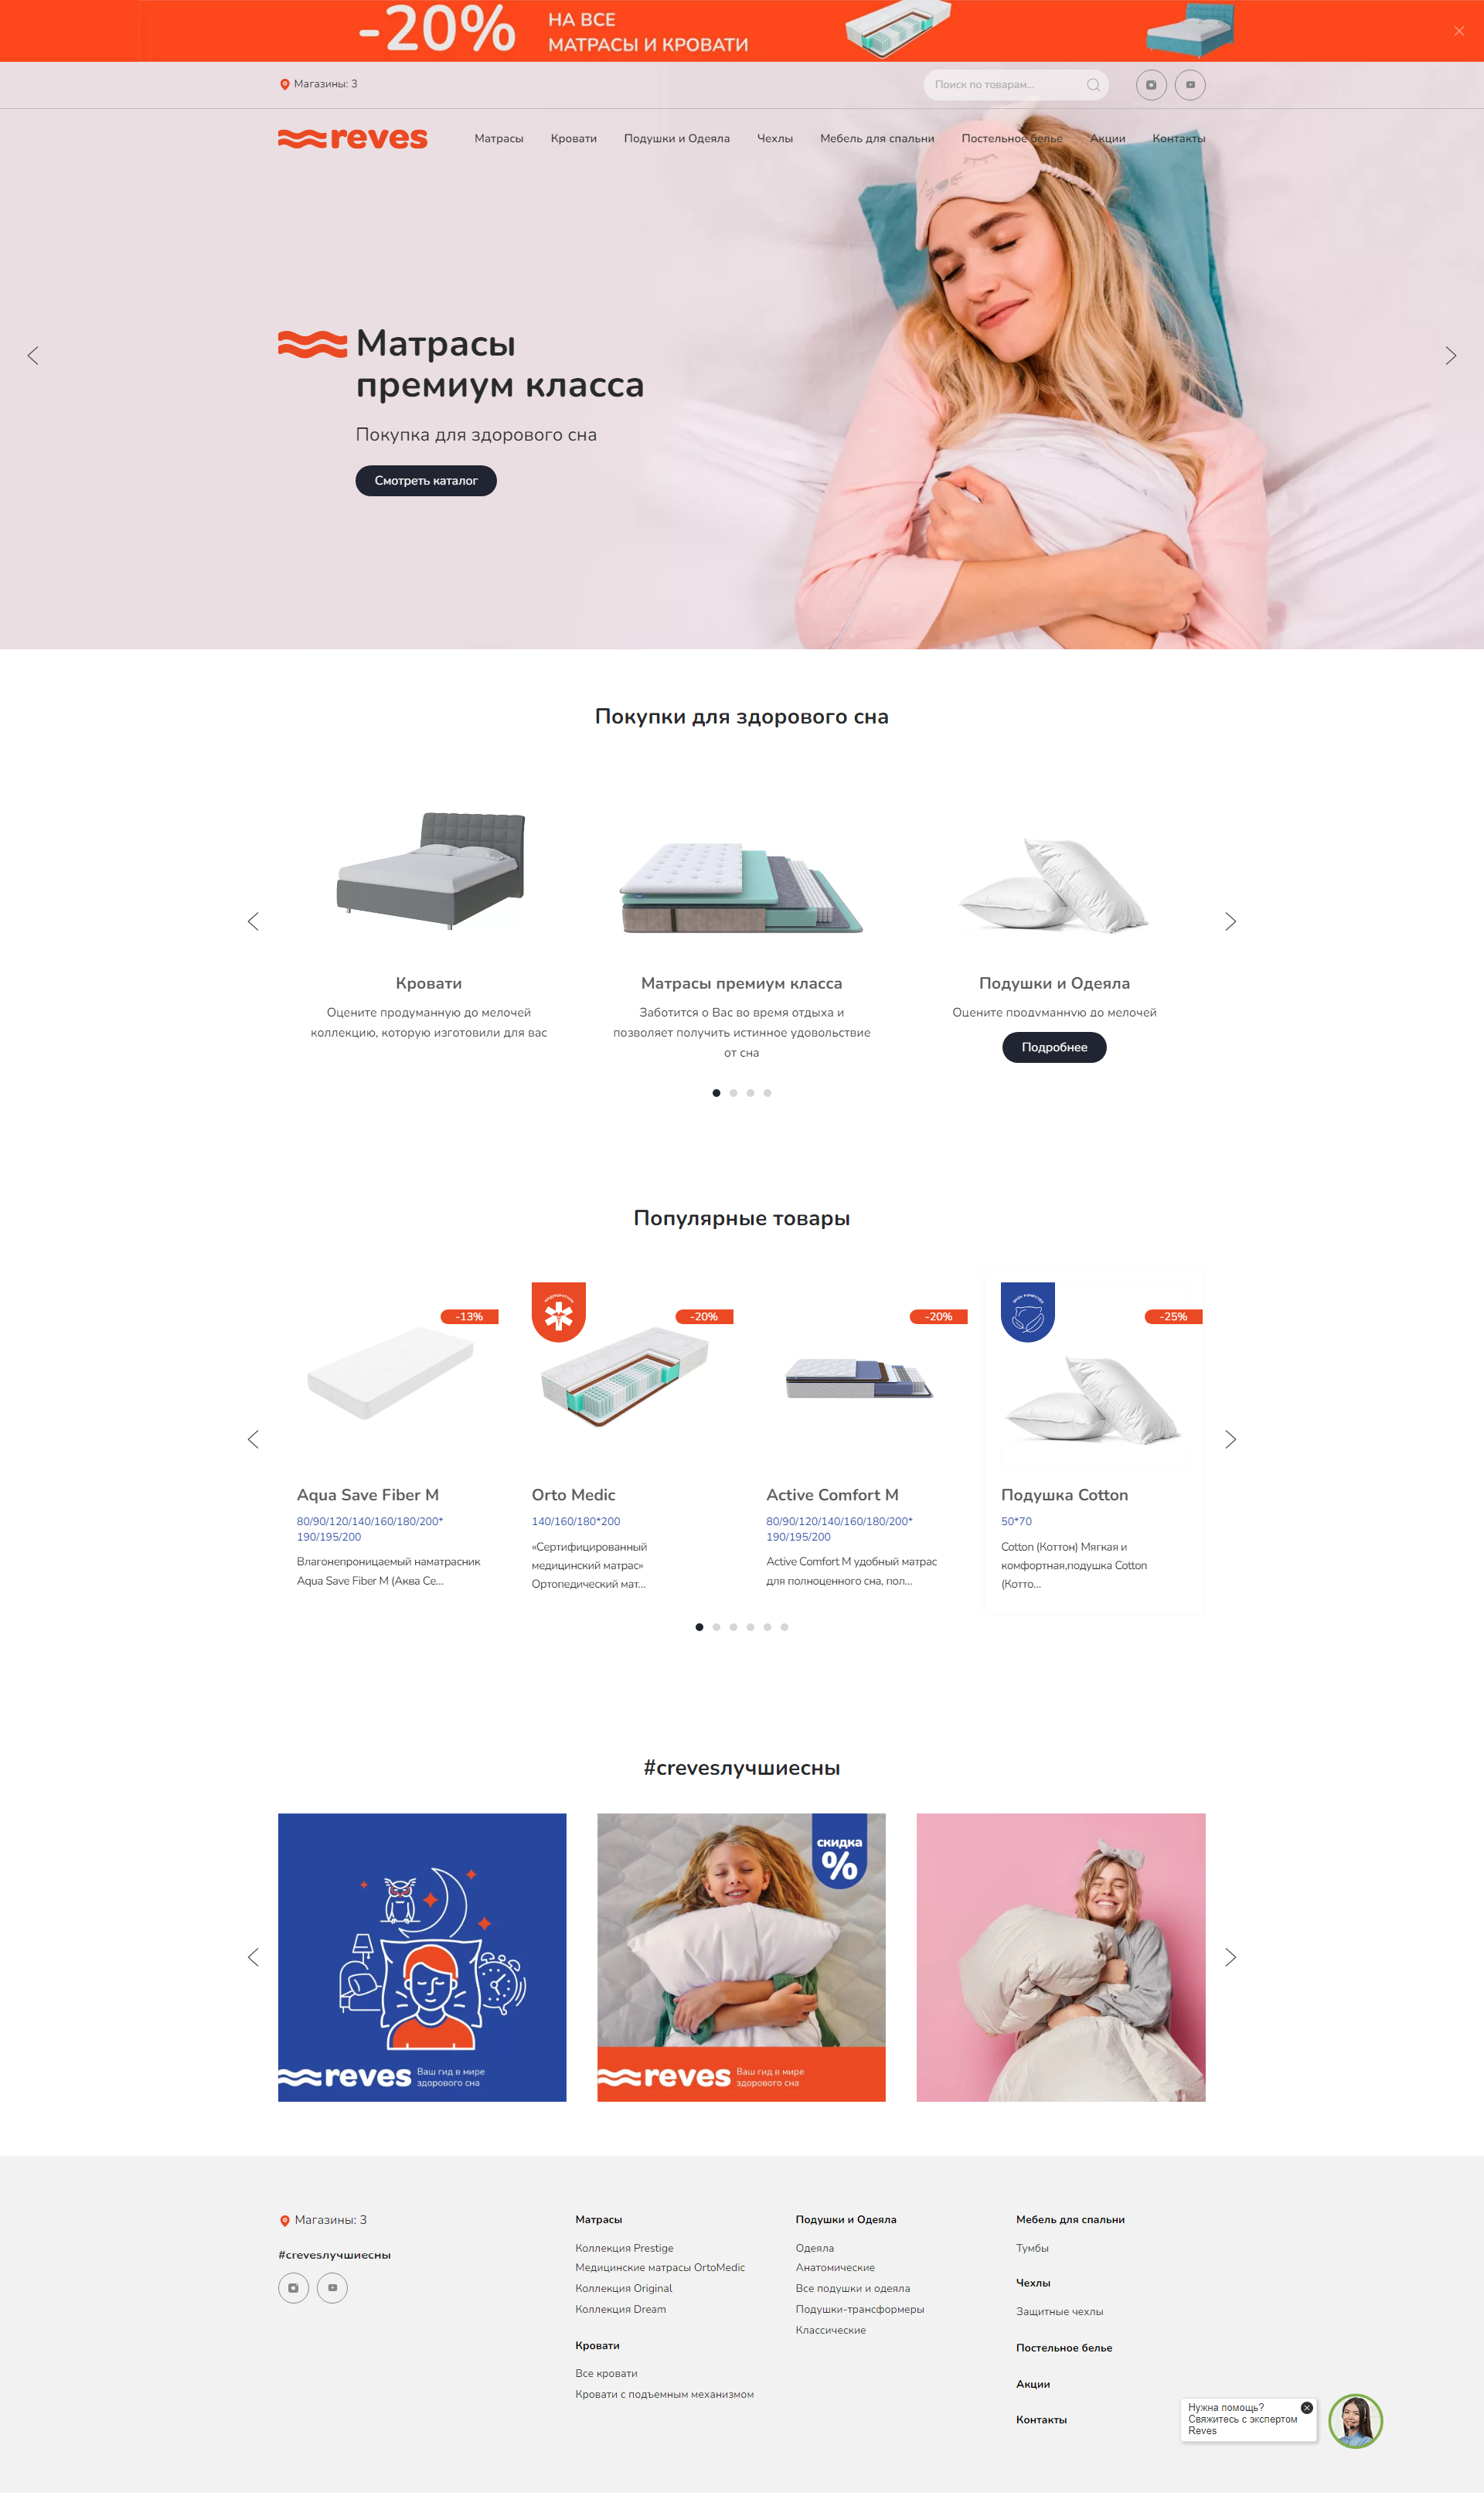 -20%
НА ВСЕ
МАТРАСЫ И КРОВАТИ
Магазины: 3
Поиск по товарам...
reves
Матрасы
Кровати
Подушки и Одеяла
Чехлы
Мебель для спальни
Постельное белье
Акции
Контакты
Матрасы
премиум класса
Покупка для здорового сна
Смотреть каталог
Покупки для здорового сна
Кровати
Оцените продуманную до мелочей
коллекцию, которую изготовили для вас
Матрасы премиум класса
Заботится о Вас во время отдыха и
позволяет получить истинное удовольствие
от сна
Подушки и Одеяла
Оцените продуманную до мелочей
Подробнее
Популярные товары
-13%
Aqua Save Fiber M
80/90/120/140/160/180/200*
190/195/200
Влагонепроницаемый наматрасник
Aqua Save Fiber M (Аква Се...
-20%
Orto Medic
140/160/180*200
«Сертифицированный
медицинский матрас»
Ортопедический мат...
-20%
Active Comfort M
80/90/120/140/160/180/200*
190/195/200
Active Comfort M удобный матрас
для полноценного сна, пол...
-25%
Подушка Cotton
50*70
Cotton (Коттон) Мягкая и
комфортная,подушка Cotton
(Котто...
#crevesлучшиесны
reves
Ваш гид в мире
здорового сна
скидка
%
reves
Ваш гид в мире
здорового сна
Магазины: 3
#crevesлучшиесны
Матрасы
Коллекция Prestige
Медицинские матрасы OrtoMedic
Коллекция Original
Коллекция Dream
Кровати
Все кровати
Кровати с подъемным механизмом
Подушки и Одеяла
Одеяла
Анатомические
Все подушки и одеяла
Подушки-трансформеры
Классические
Мебель для спальни
Тумбы
Чехлы
Защитные чехлы
Постельное белье
Акции
Контакты
Нужна помощь?
Свяжитесь с экспертом
Reves